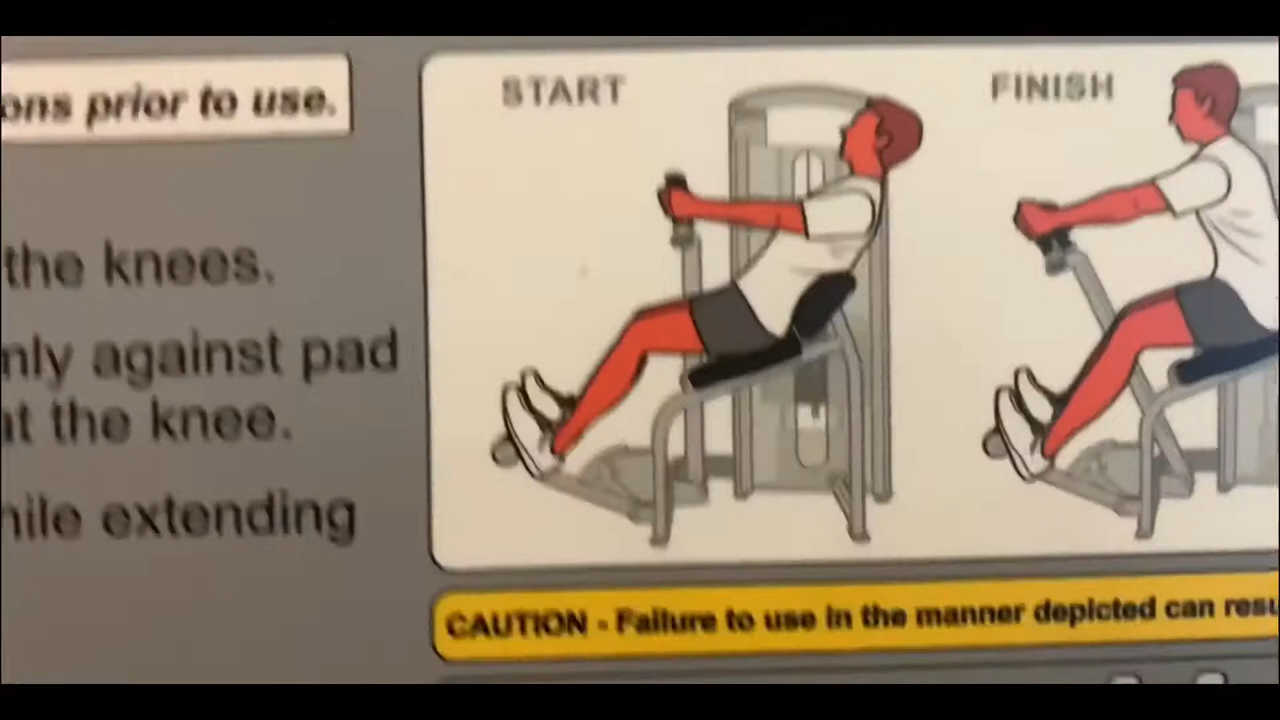 ons prior to use.
the knees.
nly against pad
at the knee.
hile extending
START
FINISH
CAUTION - Failure to use in the manner depicted can resu